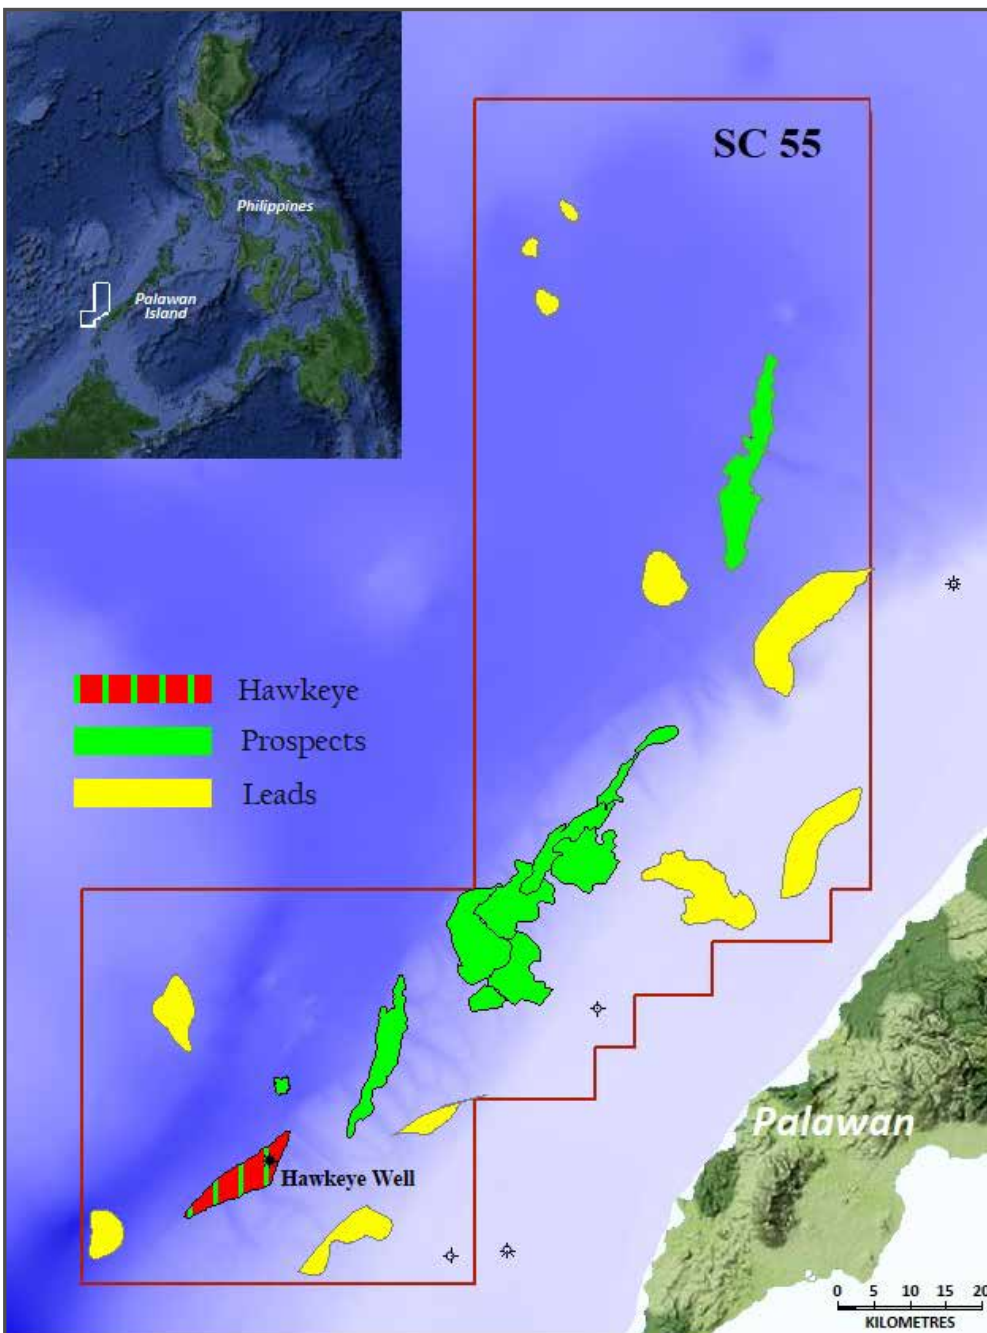 SC 55
Philippines
Palawan
Island
Hawkeye
Prospects
Leads
Palawan
Hawkeye Well
0 5 10 15 20
KILOMETRES